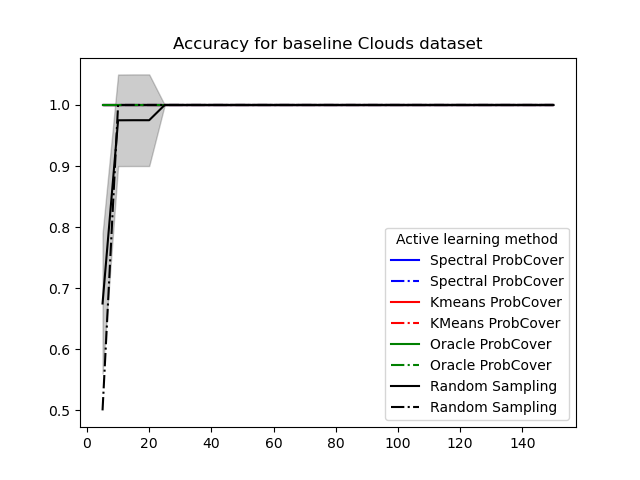 Accuracy for baseline Clouds dataset
1.0
0.9
0.8
0.7
0.6
0.5
Active learning method
Spectral ProbCover
Spectral ProbCover
Kmeans ProbCover
KMeans ProbCover
Oracle ProbCover
Oracle ProbCover
Random Sampling
Random Sampling
0 20 40 60 80 100 120 140